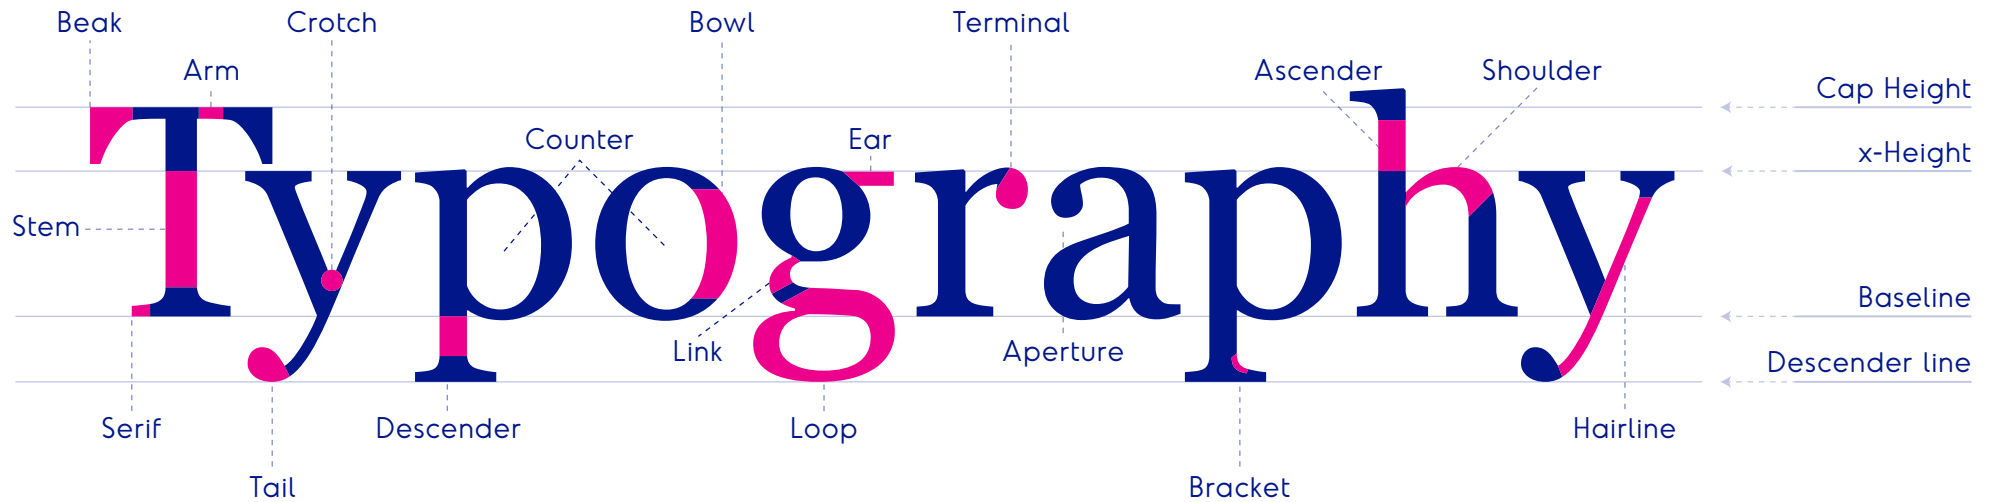 Beak
Crotch
Bowl
Terminal
Arm
Ascender
Shoulder
Cap Height
Counter
Ear
x-Height
Typography
Stem
Baseline
Link
Aperture
Descender line
Serif
Descender
Loop
Hairline
Tail
Bracket